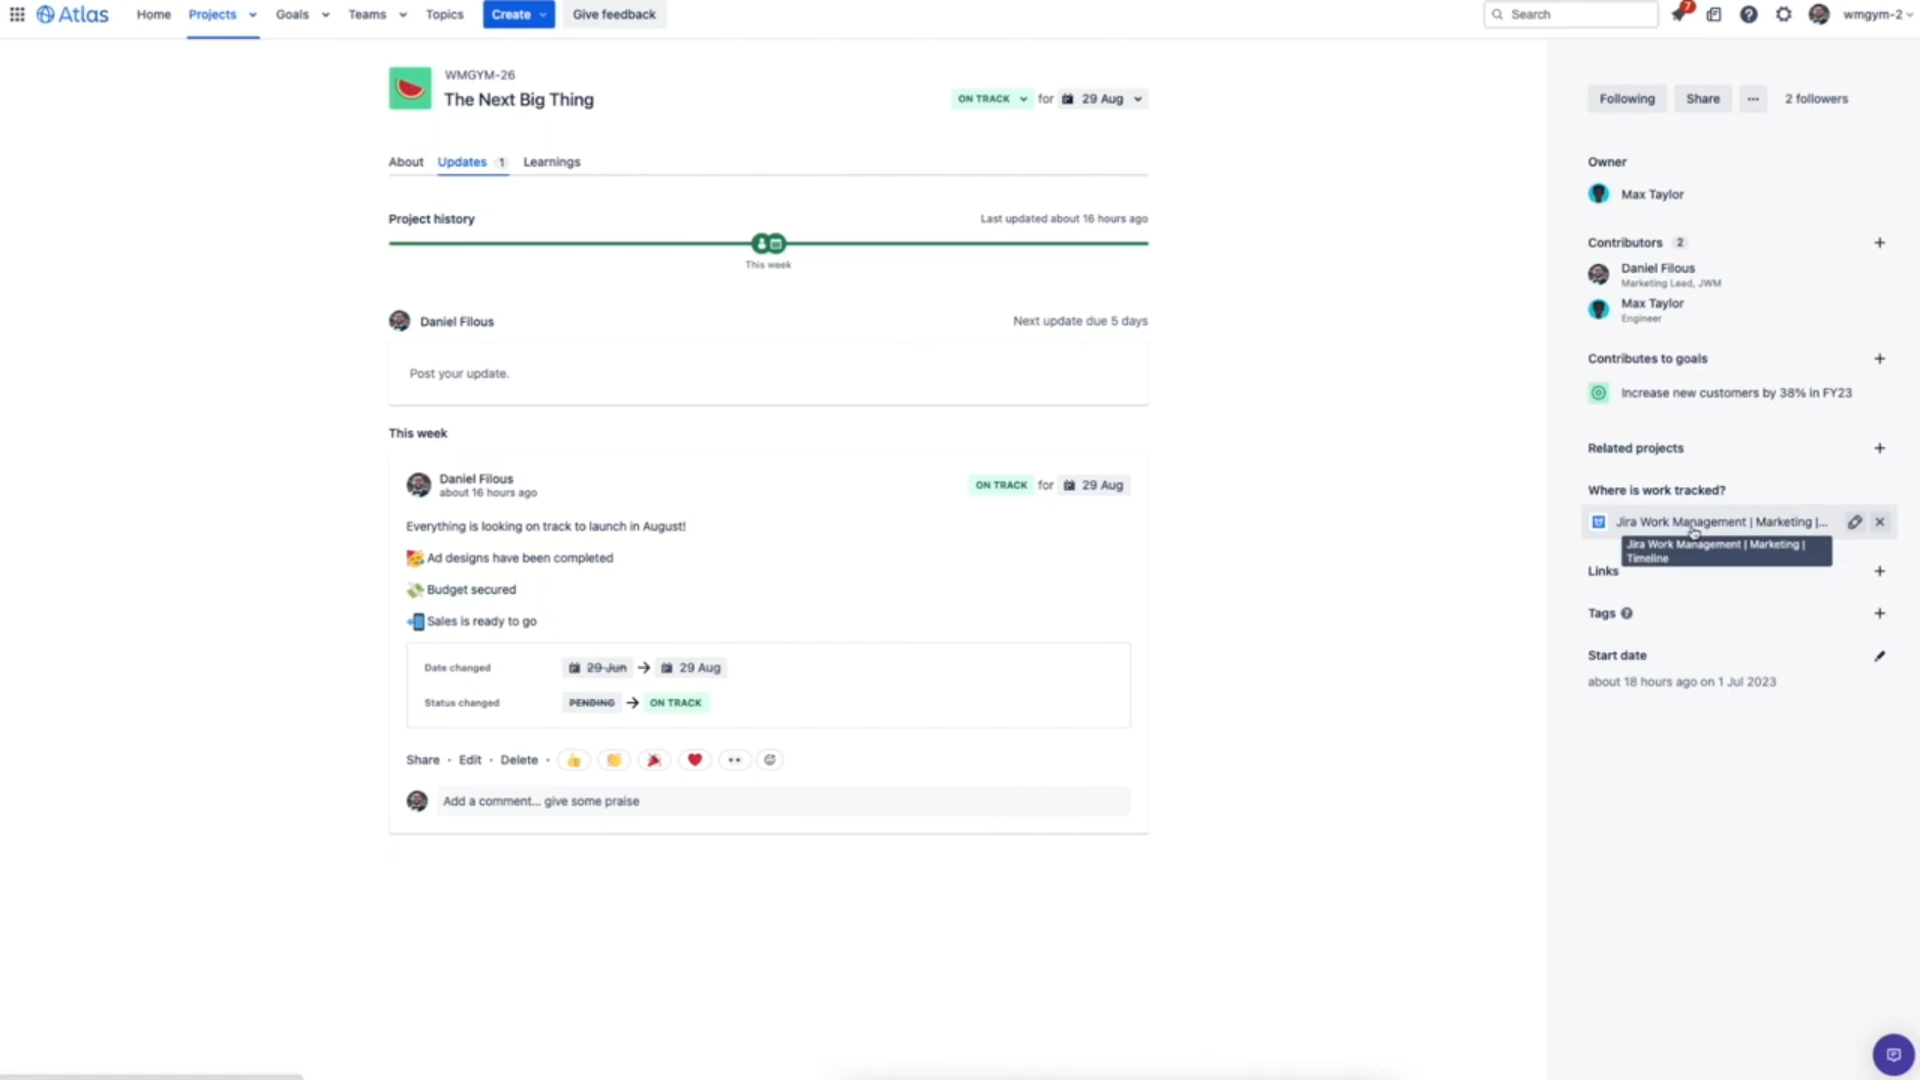 Atlas
Home
Projects
Goals
Teams
Topics
Create
Give feedback
Search
7
wmgym-2
WMGYM-26
The Next Big Thing
ON TRACK for 29 Aug
About
Updates 1
Learnings
Project history
Last updated about 16 hours ago
This week
Daniel Filous
Next update due 5 days
Post your update.
This week
Daniel Filous
about 16 hours ago
ON TRACK for 29 Aug
Everything is looking on track to launch in August!
Ad designs have been completed
Budget secured
Sales is ready to go
Date changed 29 Jun → 29 Aug
Status changed PENDING → ON TRACK
Share · Edit · Delete ·
Add a comment... give some praise
Following
Share
2 followers
Owner
Max Taylor
Contributors 2
Daniel Filous
Marketing Lead, JWM
Max Taylor
Engineer
Contributes to goals
Increase new customers by 38% in FY23
Related projects
Where is work tracked?
Jira Work Management | Marketing |...
Jira Work Management | Marketing |
Timeline
Links
Tags
Start date
about 18 hours ago on 1 Jul 2023